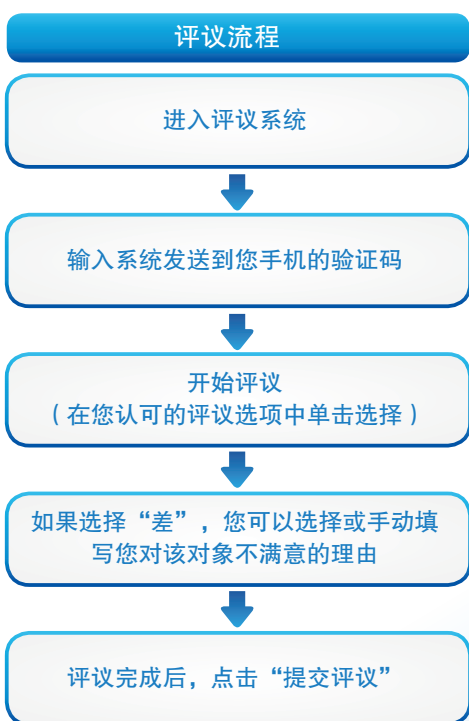 评议流程
进入评议系统
输入系统发送到您手机的验证码
开始评议
（在您认可的评议选项中单击选择）
如果选择“差”，您可以选择或手动填
写您对该对象不满意的理由
评议完成后，点击“提交评议”